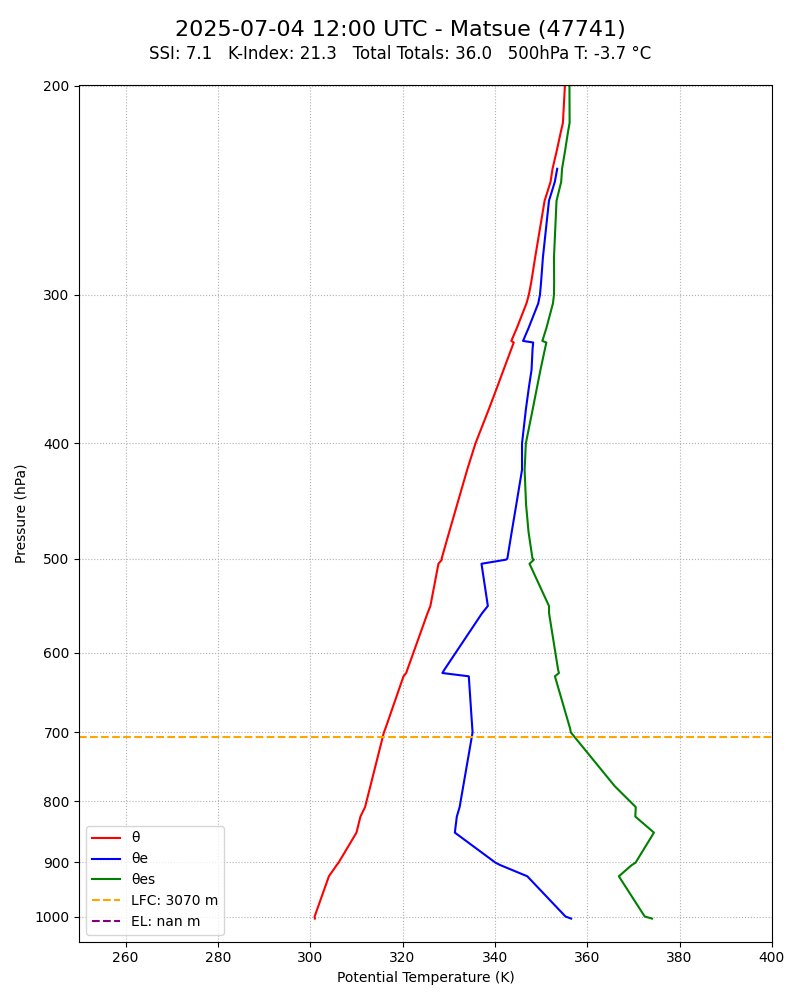 2025-07-04 12:00 UTC - Matsue (47741)
SSI: 7.1   K-Index: 21.3   Total Totals: 36.0   500hPa T: -3.7 °C
200
300
400
500
600
700
800
900
1000
Pressure (hPa)
θ
θe
θes
LFC: 3070 m
EL: nan m
260
280
300
320
340
360
380
400
Potential Temperature (K)